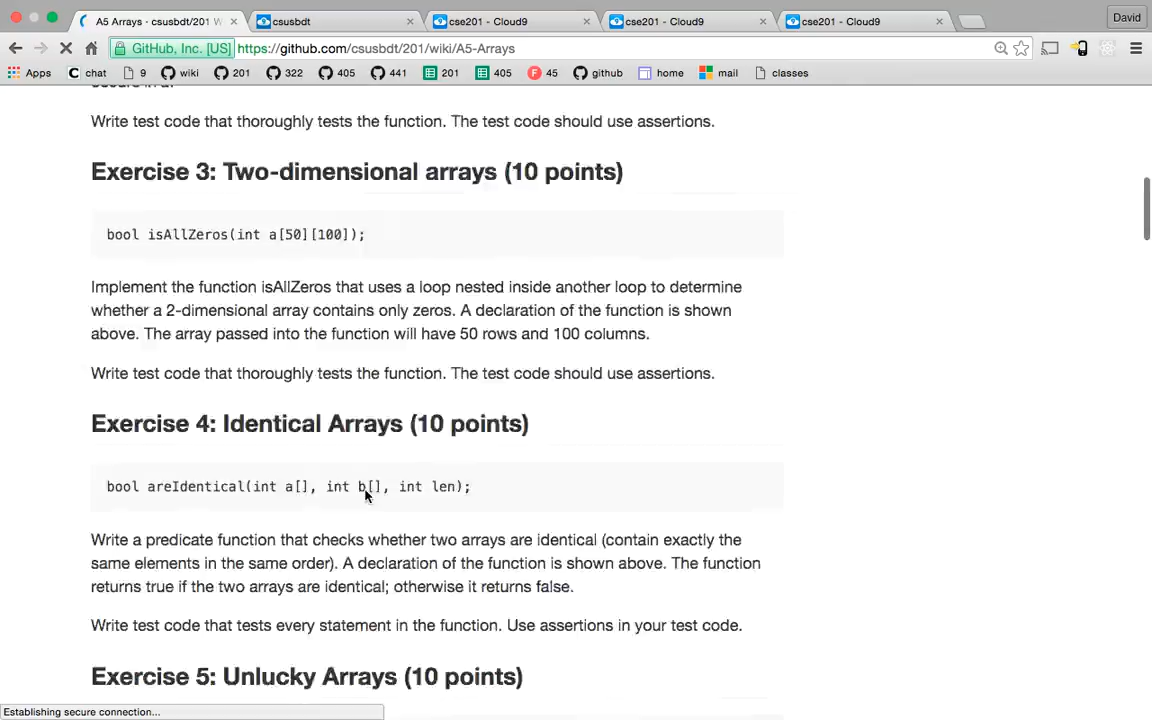 A5 Arrays · csusbdt/201 W
csusbdt
cse201 - Cloud9
cse201 - Cloud9
cse201 - Cloud9
David
GitHub, Inc. [US] https://github.com/csusbdt/201/wiki/A5-Arrays
Apps chat 9 wiki 201 322 405 441 201 405 45 github home mail classes
Write test code that thoroughly tests the function. The test code should use assertions.
Exercise 3: Two-dimensional arrays (10 points)
bool isAllZeros(int a[50][100]);
Implement the function isAllZeros that uses a loop nested inside another loop to determine
whether a 2-dimensional array contains only zeros. A declaration of the function is shown
above. The array passed into the function will have 50 rows and 100 columns.
Write test code that thoroughly tests the function. The test code should use assertions.
Exercise 4: Identical Arrays (10 points)
bool areIdentical(int a[], int b[], int len);
Write a predicate function that checks whether two arrays are identical (contain exactly the
same elements in the same order). A declaration of the function is shown above. The function
returns true if the two arrays are identical; otherwise it returns false.
Write test code that tests every statement in the function. Use assertions in your test code.
Exercise 5: Unlucky Arrays (10 points)
Establishing secure connection...